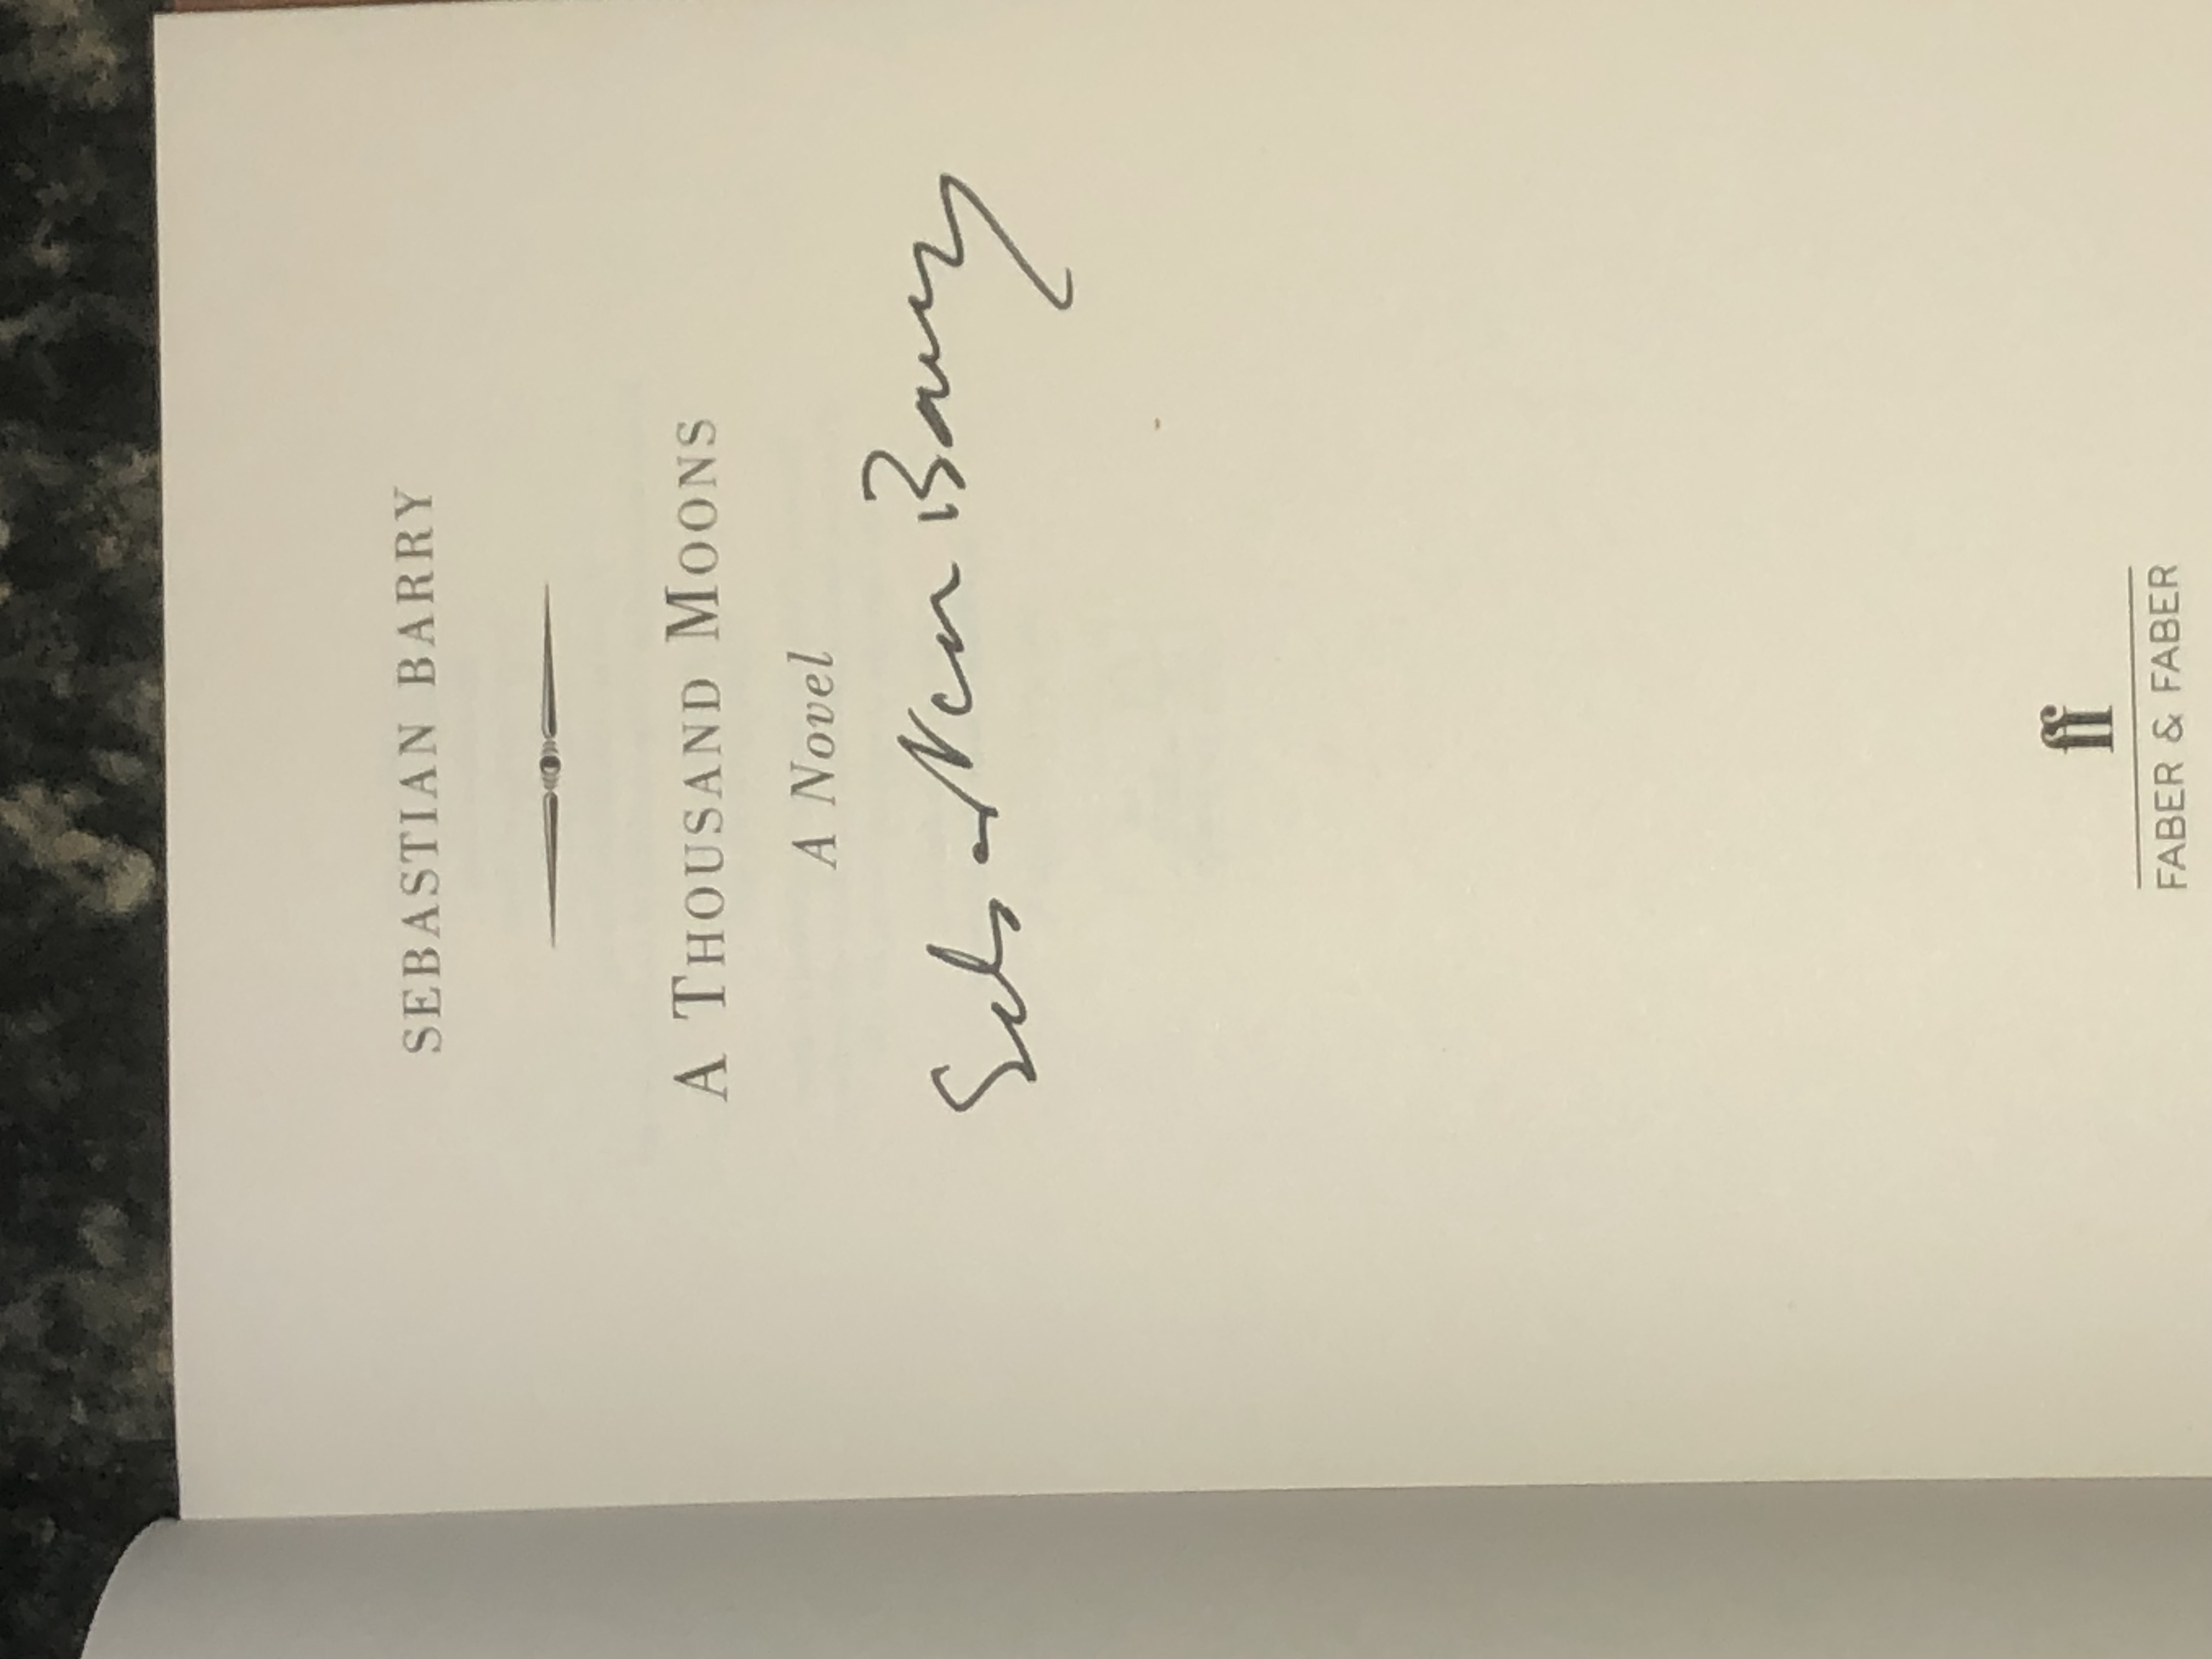 SEBASTIAN BARRY
A THOUSAND MOONS
A Novel
Sebastian Barry
ff
FABER & FABER